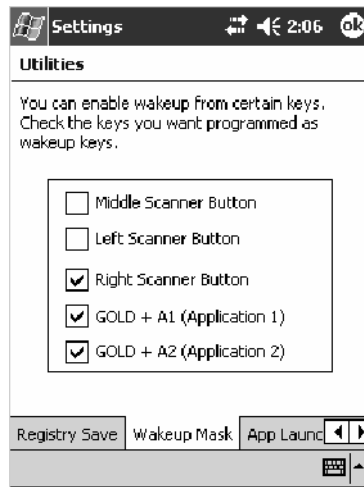 Settings 2:06 ok
Utilities
You can enable wakeup from certain keys.
Check the keys you want programmed as
wakeup keys.
Middle Scanner Button
Left Scanner Button
Right Scanner Button
GOLD + A1 (Application 1)
GOLD + A2 (Application 2)
Registry Save Wakeup Mask App Launc